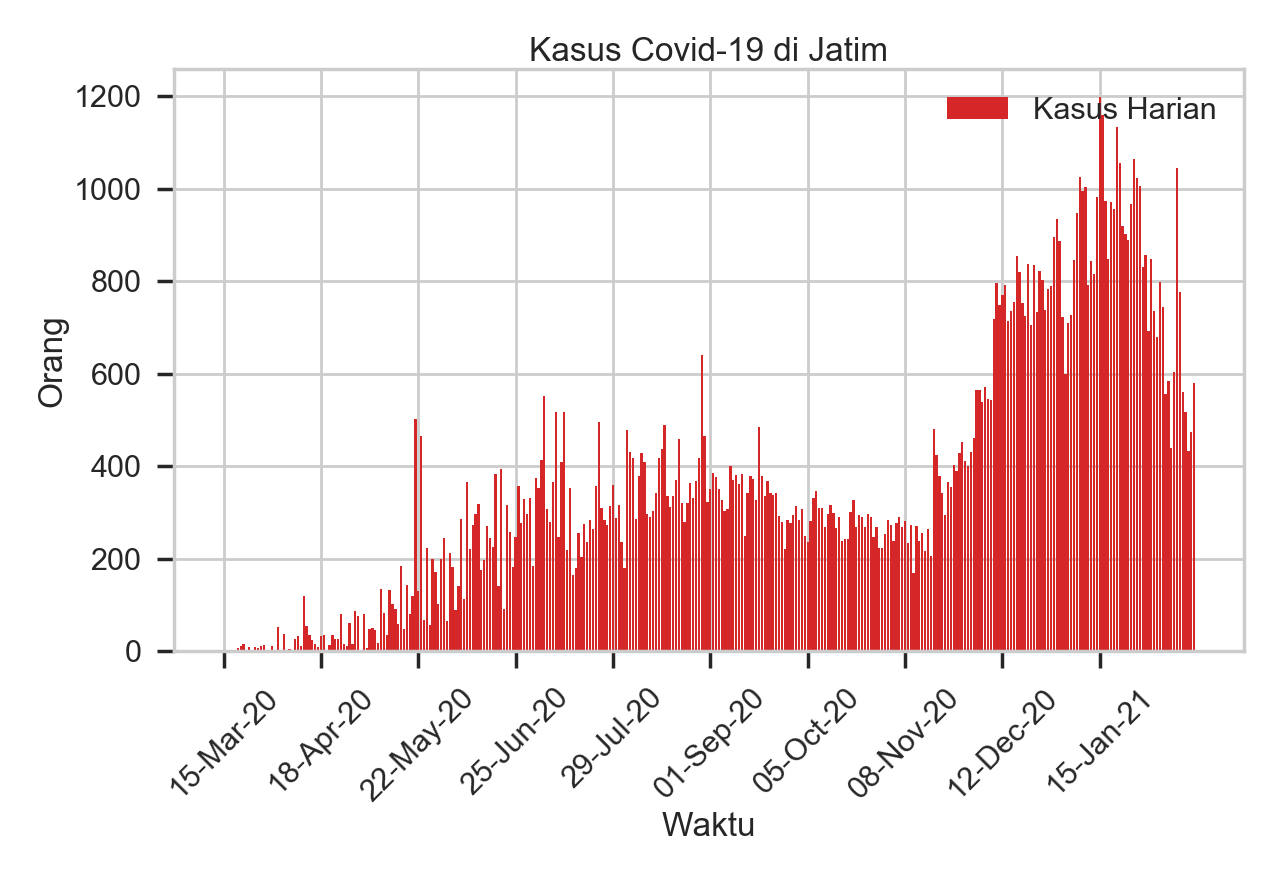 Kasus Covid-19 di Jatim
Kasus Harian
1200
1000
800
600
400
200
0
Orang
15-Mar-20
18-Apr-20
22-May-20
25-Jun-20
29-Jul-20
01-Sep-20
05-Oct-20
08-Nov-20
12-Dec-20
15-Jan-21
Waktu